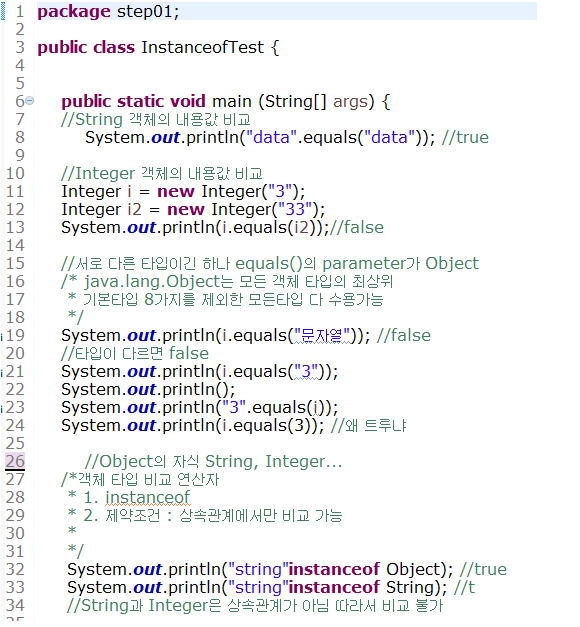 1 package step01;
2
3 public class InstanceofTest {
4
5
6 public static void main (String[] args) {
7 //String 객체의 내용값 비교
8 System.out.println("data".equals("data")); //true
9
10 //Integer 객체의 내용값 비교
11 Integer i = new Integer("3");
12 Integer i2 = new Integer("33");
13 System.out.println(i.equals(i2));//false
14
15 //서로 다른 타입이긴 하나 equals()의 parameter가 Object
16 /* java.lang.Object는 모든 객체 타입의 최상위
17 * 기본타입 8가지를 제외한 모든타입 다 수용가능
18 */
19 System.out.println(i.equals("문자열")); //false
20 //타입이 다르면 false
21 System.out.println(i.equals("3"));
22 System.out.println();
23 System.out.println("3".equals(i));
24 System.out.println(i.equals(3)); //왜 트루냐
25
26 //Object의 자식 String, Integer...
27 /*객체 타입 비교 연산자
28 * 1. instanceof
29 * 2. 제약조건 : 상속관계에서만 비교 가능
30 *
31 */
32 System.out.println("string"instanceof Object); //true
33 System.out.println("string"instanceof String); //t
34 //String과 Integer은 상속관계가 아님 따라서 비교 불가